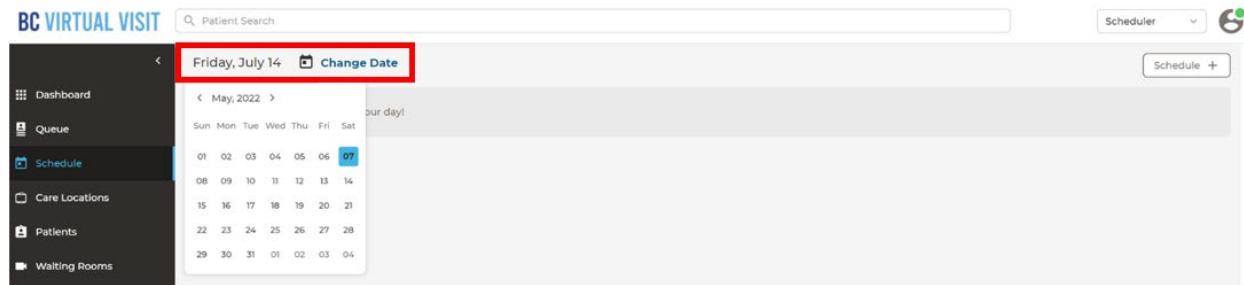 BC VIRTUAL VISIT
Patient Search
Scheduler
Friday, July 14 Change Date
Schedule +
Dashboard
Queue
Schedule
Care Locations
Patients
Waiting Rooms
< May, 2022 >
our day!
Sun Mon Tue Wed Thu Fri Sat
01 02 03 04 05 06 07
08 09 10 11 12 13 14
15 16 17 18 19 20 21
22 23 24 25 26 27 28
29 30 31 01 02 03 04